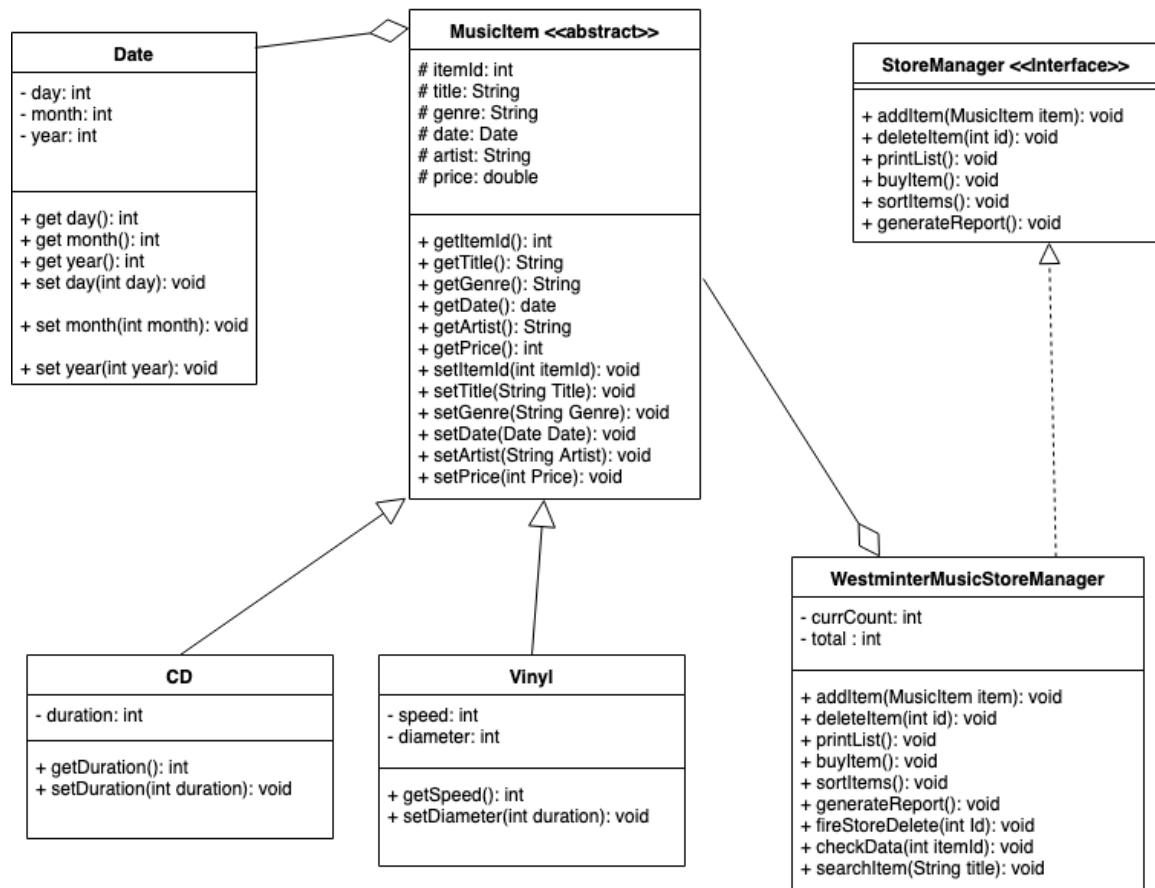 Date
- day: int
- month: int
- year: int
+ get day(): int
+ get month(): int
+ get year(): int
+ set day(int day): void
+ set month(int month): void
+ set year(int year): void
MusicItem <<abstract>>
# itemId: int
# title: String
# genre: String
# date: Date
# artist: String
# price: double
+ getItemId(): int
+ getTitle(): String
+ getGenre(): String
+ getDate(): date
+ getArtist(): String
+ getPrice(): int
+ setItemId(int itemId): void
+ setTitle(String Title): void
+ setGenre(String Genre): void
+ setDate(Date Date): void
+ setArtist(String Artist): void
+ setPrice(int Price): void
StoreManager <<Interface>>
+ addItem(MusicItem item): void
+ deleteItem(int id): void
+ printList(): void
+ buyItem(): void
+ sortItems(): void
+ generateReport(): void
CD
- duration: int
+ getDuration(): int
+ setDuration(int duration): void
Vinyl
- speed: int
- diameter: int
+ getSpeed(): int
+ setDiameter(int duration): void
WestminterMusicStoreManager
- currCount: int
- total : int
+ addItem(MusicItem item): void
+ deleteItem(int id): void
+ printList(): void
+ buyItem(): void
+ sortItems(): void
+ generateReport(): void
+ fireStoreDelete(int Id): void
+ checkData(int itemId): void
+ searchItem(String title): void